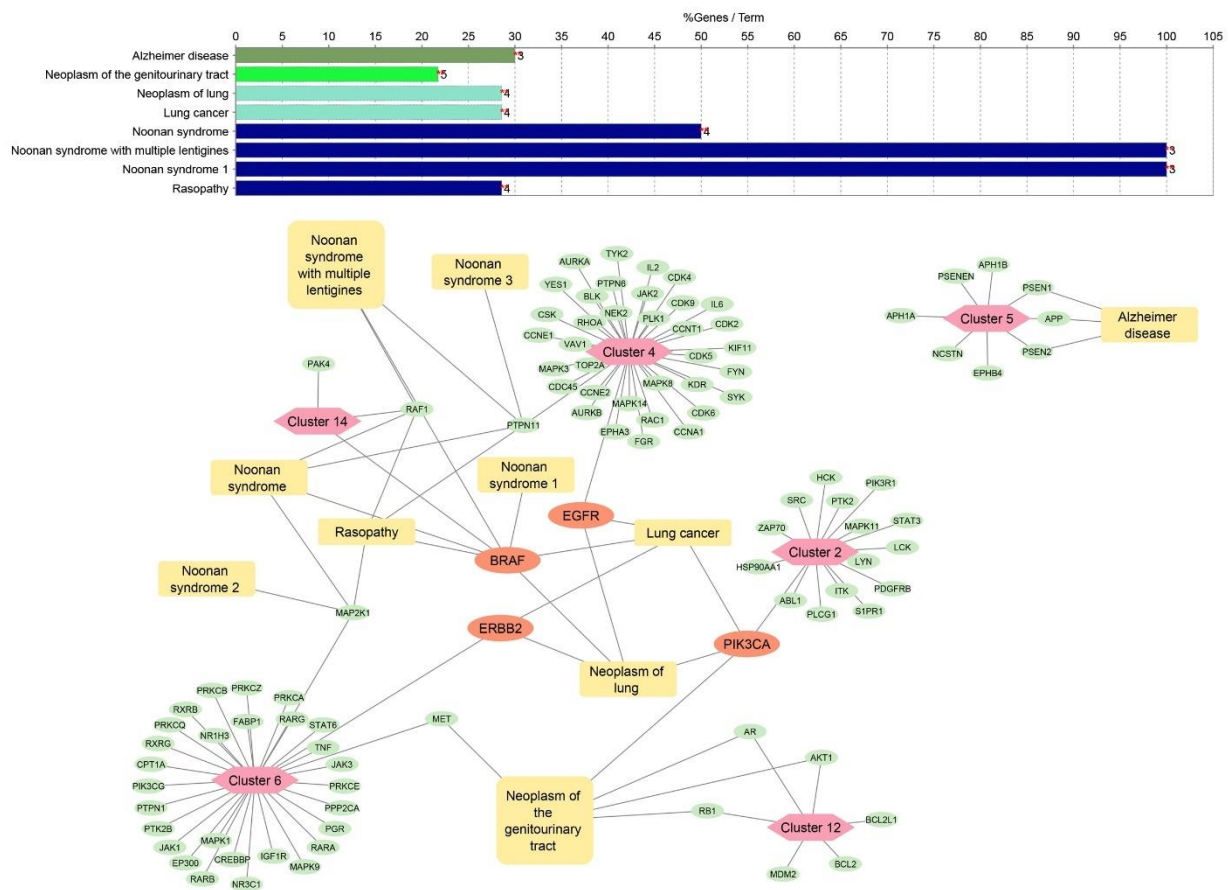 %Genes / Term
0 5 10 15 20 25 30 35 40 45 50 55 60 65 70 75 80 85 90 95 100 105
Alzheimer disease
**3
Neoplasm of the genitourinary tract
**5
Neoplasm of lung
**4
Lung cancer
**4
Noonan syndrome
**4
Noonan syndrome with multiple lentigines
**3
Noonan syndrome 1
**3
Rasopathy
**4
Noonan
syndrome
with multiple
lentigines
Noonan
syndrome 3
PAK4
Cluster 14
RAF1
PTPN11
Noonan
syndrome
Noonan
syndrome 1
Rasopathy
BRAF
EGFR
Lung cancer
Noonan
syndrome 2
MAP2K1
ERBB2
PIK3CA
Neoplasm of
lung
TYK2
AURKA
IL2
CDK4
YES1
PTPN6
BLK
JAK2
CDK9
IL6
CSK
RHOA
NEK2
PLK1
CCNT1
CDK2
CCNE1
VAV1
Cluster 4
KIF11
CDK5
MAPK3
TOP2A
FYN
CDC45
CCNE2
MAPK8
KDR
SYK
AURKB
MAPK14
CDK6
EPHA3
RAC1
CCNA1
FGR
APH1B
PSENEN
PSEN1
APH1A
Cluster 5
APP
Alzheimer
disease
NCSTN
PSEN2
EPHB4
HCK
PIK3R1
SRC
PTK2
ZAP70
MAPK11
STAT3
Cluster 2
LCK
HSP90AA1
LYN
ABL1
ITK
PDGFRB
PLCG1
S1PR1
PRKCB
PRKCZ
PRKCA
RXRB
FABP1
RARG
STAT6
PRKCQ
NR1H3
TNF
RXRG
CPT1A
JAK3
PIK3CG
Cluster 6
PRKCE
PTPN1
PPP2CA
PTK2B
PGR
JAK1
MAPK1
RARA
EP300
CREBBP
IGF1R
MAPK9
RARB
NR3C1
MET
Neoplasm of
the
genitourinary
tract
AR
AKT1
RB1
Cluster 12
BCL2L1
MDM2
BCL2